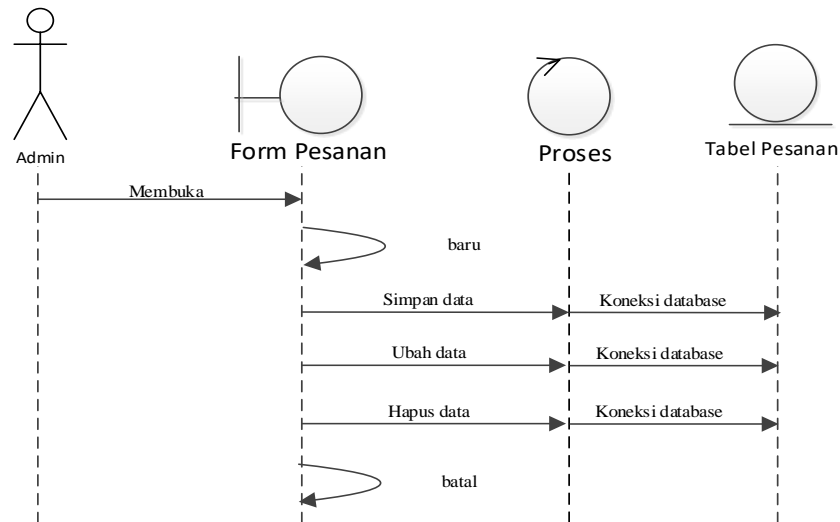 Admin
Form Pesanan
Proses
Tabel Pesanan
Membuka
baru
Simpan data
Koneksi database
Ubah data
Koneksi database
Hapus data
Koneksi database
batal